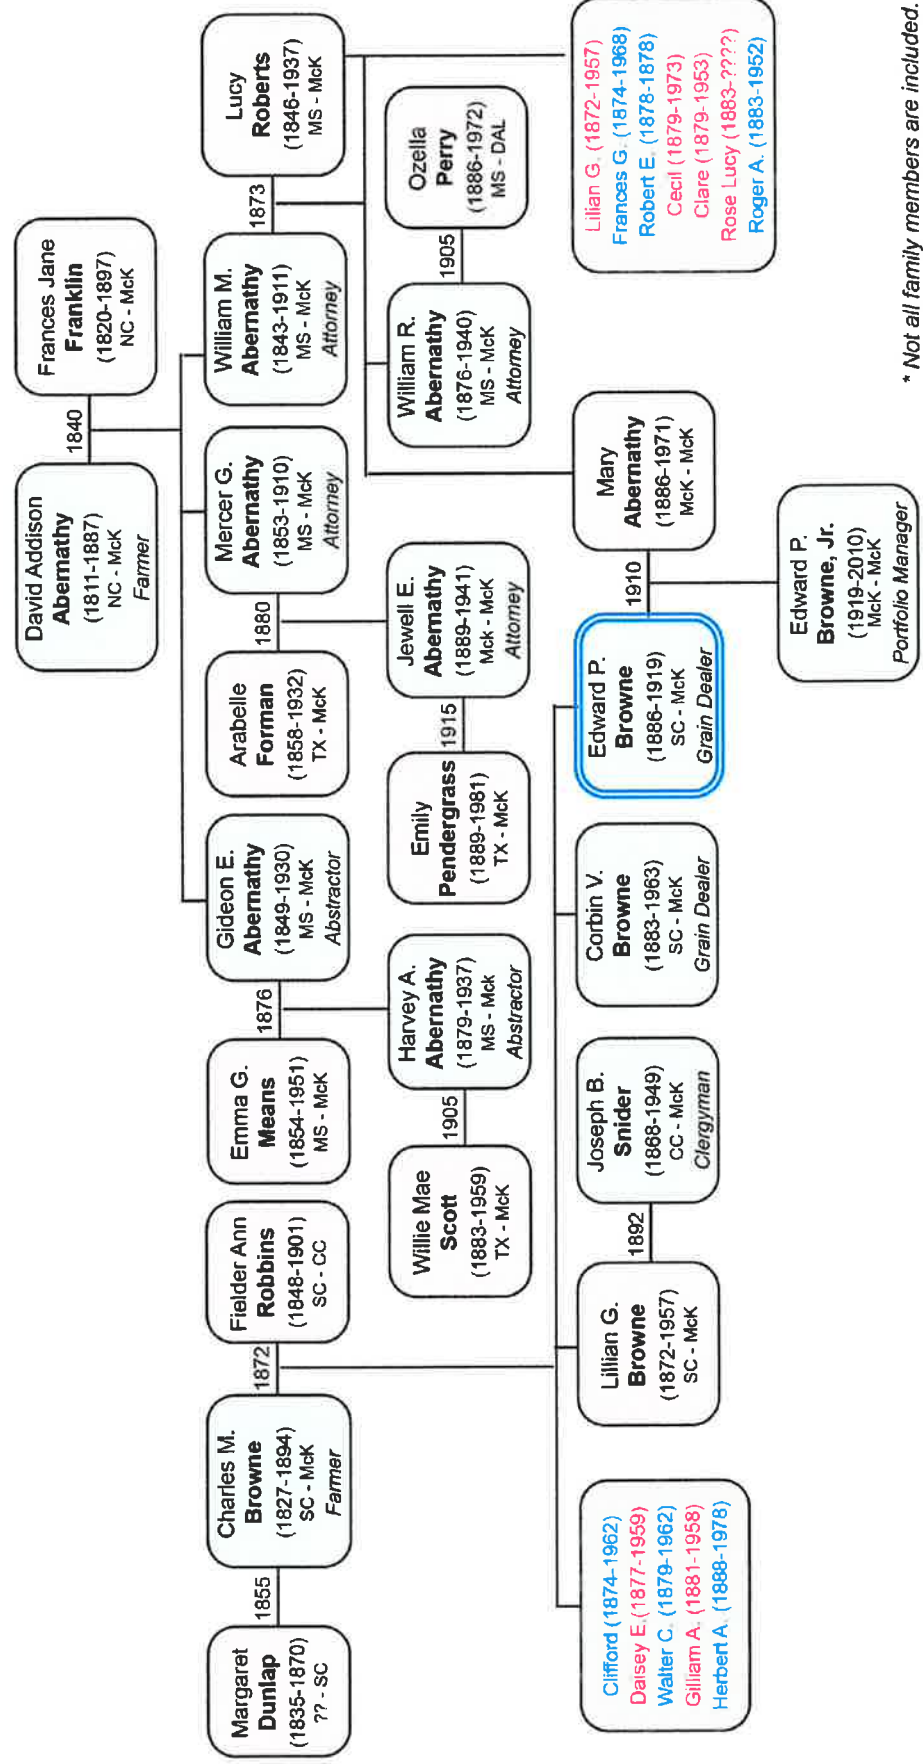 David Addison
Abernathy
(1811-1887)
NC - McK
Farmer
1840
Frances Jane
Franklin
(1820-1897)
NC - McK
Margaret
Dunlap
(1835-1870)
?? - SC
1855
Charles M.
Browne
(1827-1894)
SC - McK
Farmer
1872
Fielder Ann
Robbins
(1848-1901)
SC - CC
Emma G.
Means
(1854-1951)
MS - McK
1876
Gideon E.
Abernathy
(1849-1930)
MS - McK
Abstractor
Arabelle
Forman
(1858-1932)
TX - McK
1880
Mercer G.
Abernathy
(1853-1910)
MS - McK
Attorney
William M.
Abernathy
(1843-1911)
MS - McK
Attorney
1873
Lucy
Roberts
(1846-1937)
MS - McK
Willie Mae
Scott
(1883-1959)
TX - McK
1905
Harvey A.
Abernathy
(1879-1937)
MS - Mck
Abstractor
Emily
Pendergrass
(1889-1981)
TX - McK
1915
Jewell E.
Abernathy
(1889-1941)
Mck - McK
Attorney
William R.
Abernathy
(1876-1940)
MS - McK
Attorney
1905
Ozella
Perry
(1886-1972)
MS - DAL
Clifford (1874-1962)
Daisey E.(1877-1959)
Walter C. (1879-1962)
Gilliam A. (1881-1958)
Herbert A. (1888-1978)
Lillian G.
Browne
(1872-1957)
SC - McK
1892
Joseph B.
Snider
(1868-1949)
CC - McK
Clergyman
Corbin V.
Browne
(1883-1963)
SC - McK
Grain Dealer
Edward P.
Browne
(1886-1919)
SC - McK
Grain Dealer
1910
Mary
Abernathy
(1886-1971)
McK - McK
Lilian G. (1872-1957)
Frances G. (1874-1968)
Robert E. (1878-1878)
Cecil (1879-1973)
Clare (1879-1953)
Rose Lucy (1883-????)
Roger A. (1883-1952)
Edward P.
Browne, Jr.
(1919-2010)
McK - McK
Portfolio Manager
* Not all family members are included.